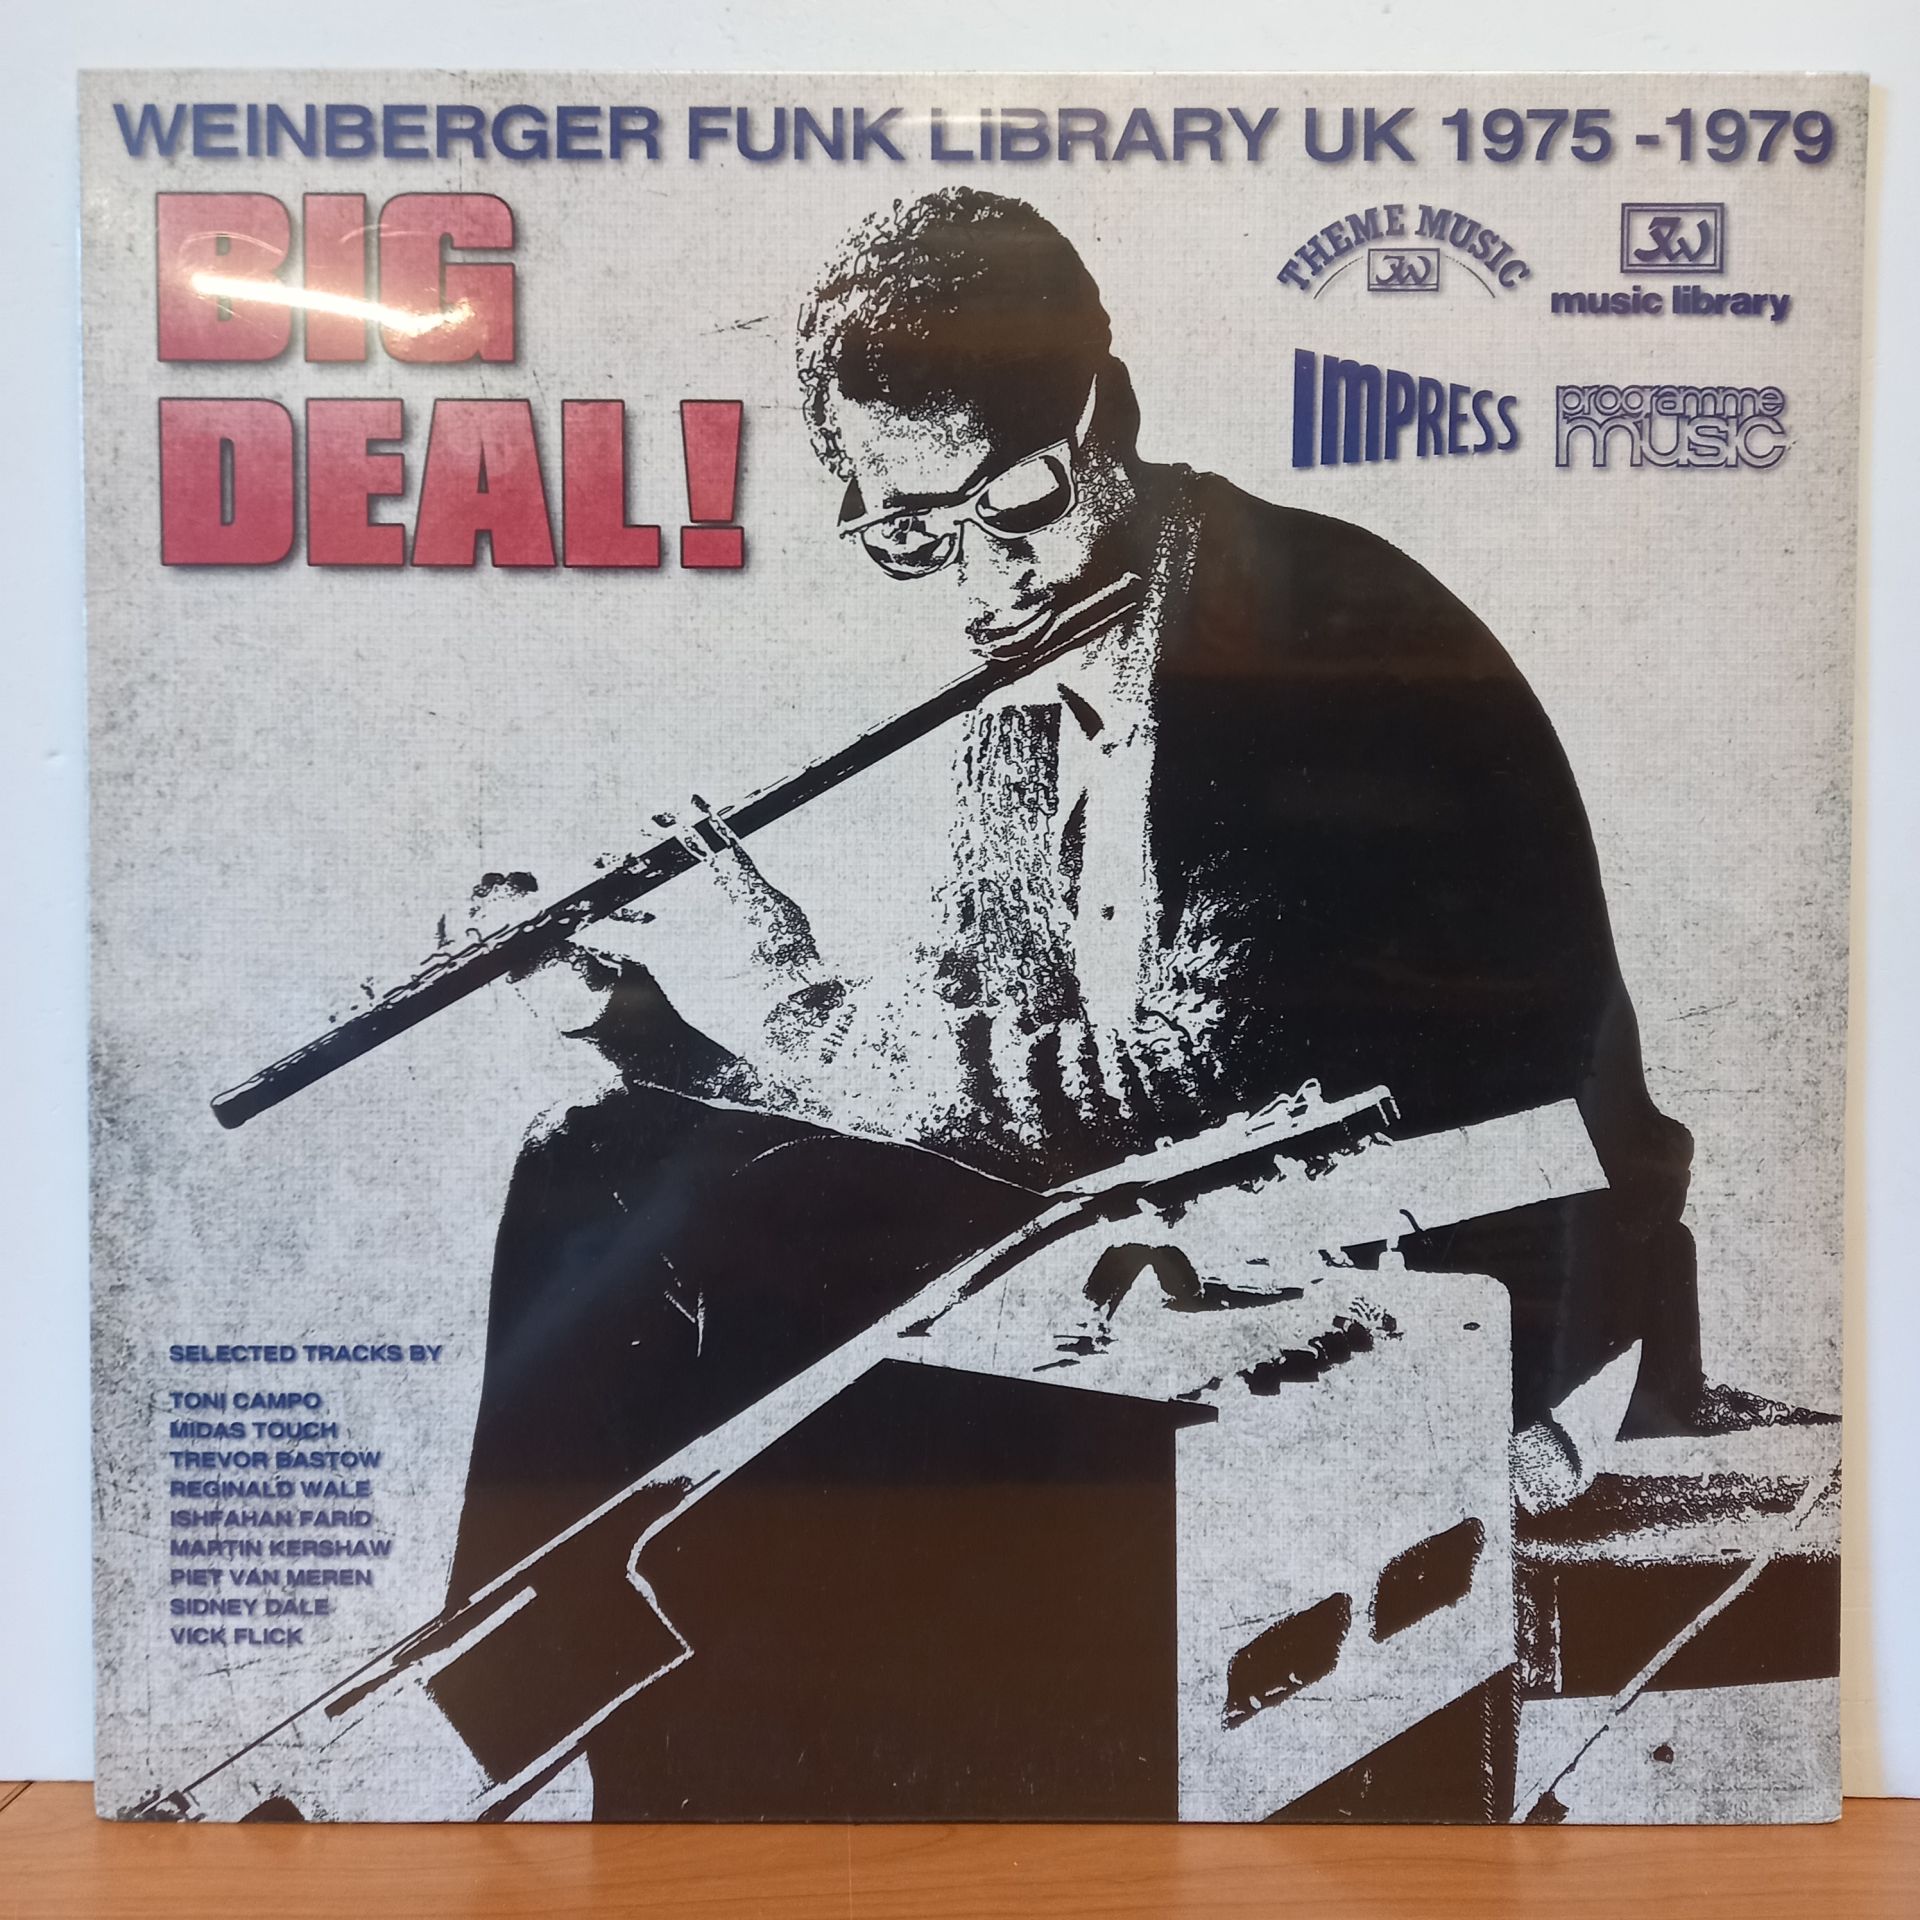 WEINBERGER FUNK LIBRARY UK 1975 -1979
BIG
DEAL!
THEME MUSIC
JW
JW
music library
IMPRESS
programme
music
SELECTED TRACKS BY
TONI CAMPO
MIDAS TOUCH
TREVOR BASTOW
REGINALD WALE
ISHFAHAN FARID
MARTIN KERSHAW
PIET VAN MEREN
SIDNEY DALE
VICK FLICK